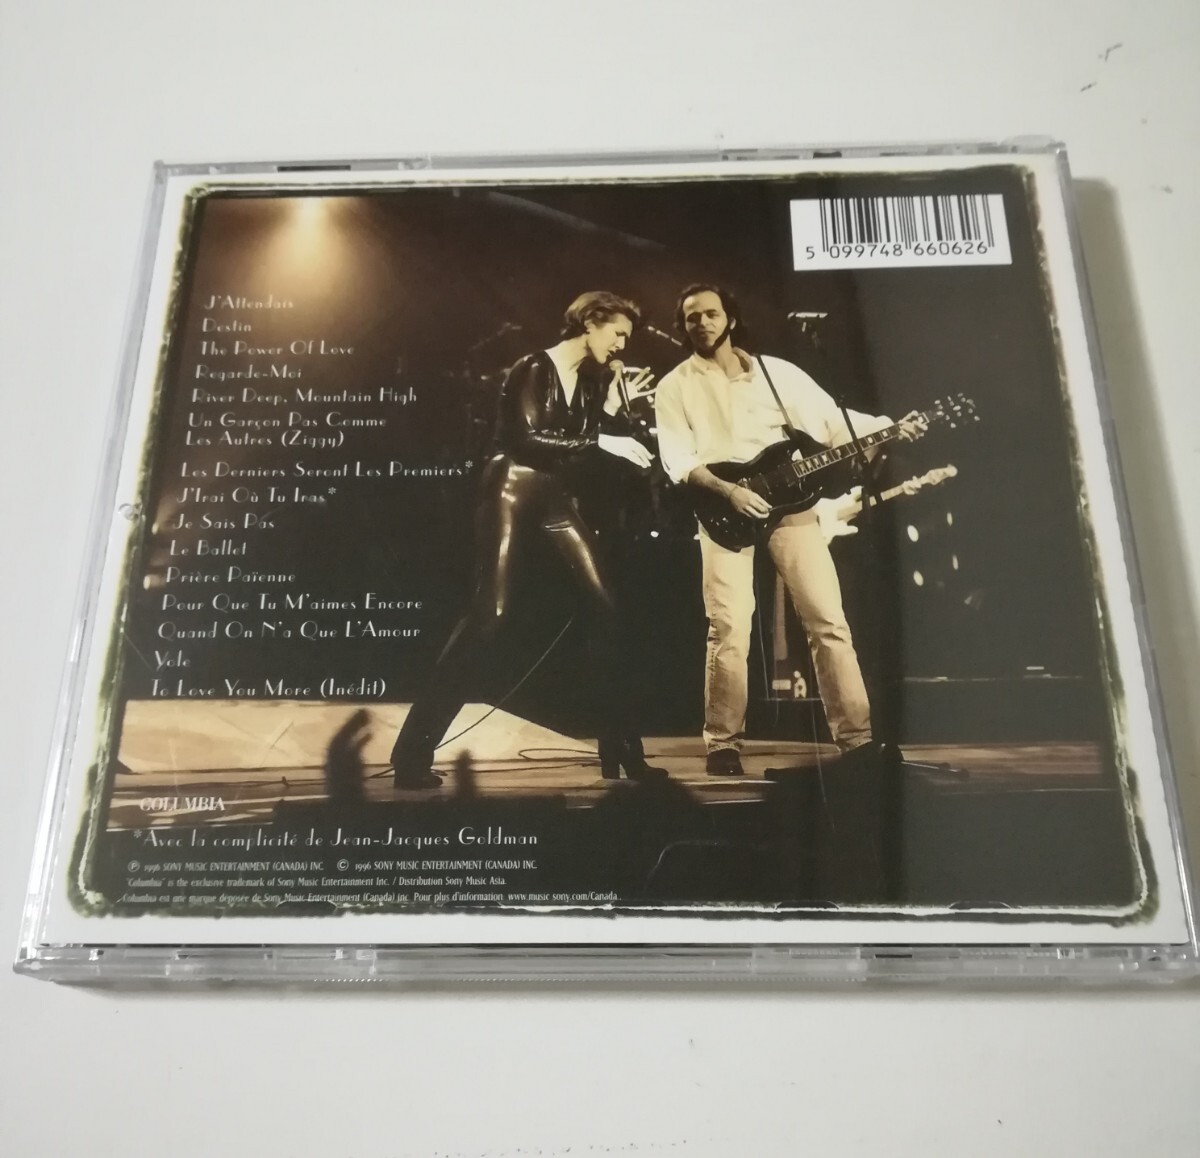 5 099748 660626
J'Attendais
Destin
The Power Of Love
Regarde-Moi
River Deep, Mountain High
Un Garçon Pas Comme
Les Autres (Ziggy)
Les Derniers Seront Les Premiers*
J'Irai Où Tu Iras*
Je Sais Pas
Le Ballet
Prière Païenne
Pour Que Tu M'aimes Encore
Quand On N'a Que L'Amour
Vole
To Love You More (Inédit)
COLUMBIA
*Avec la complicité de Jean-Jacques Goldman
℗ 1996 SONY MUSIC ENTERTAINMENT (CANADA) INC. © 1996 SONY MUSIC ENTERTAINMENT (CANADA) INC.
"Columbia" is the exclusive trademark of Sony Music Entertainment Inc. / Distribution Sony Music Asta.
Columbia est une marque déposée de Sony Music Entertainment (Canada) inc. Pour plus d'information www.music sony.com/Canada.